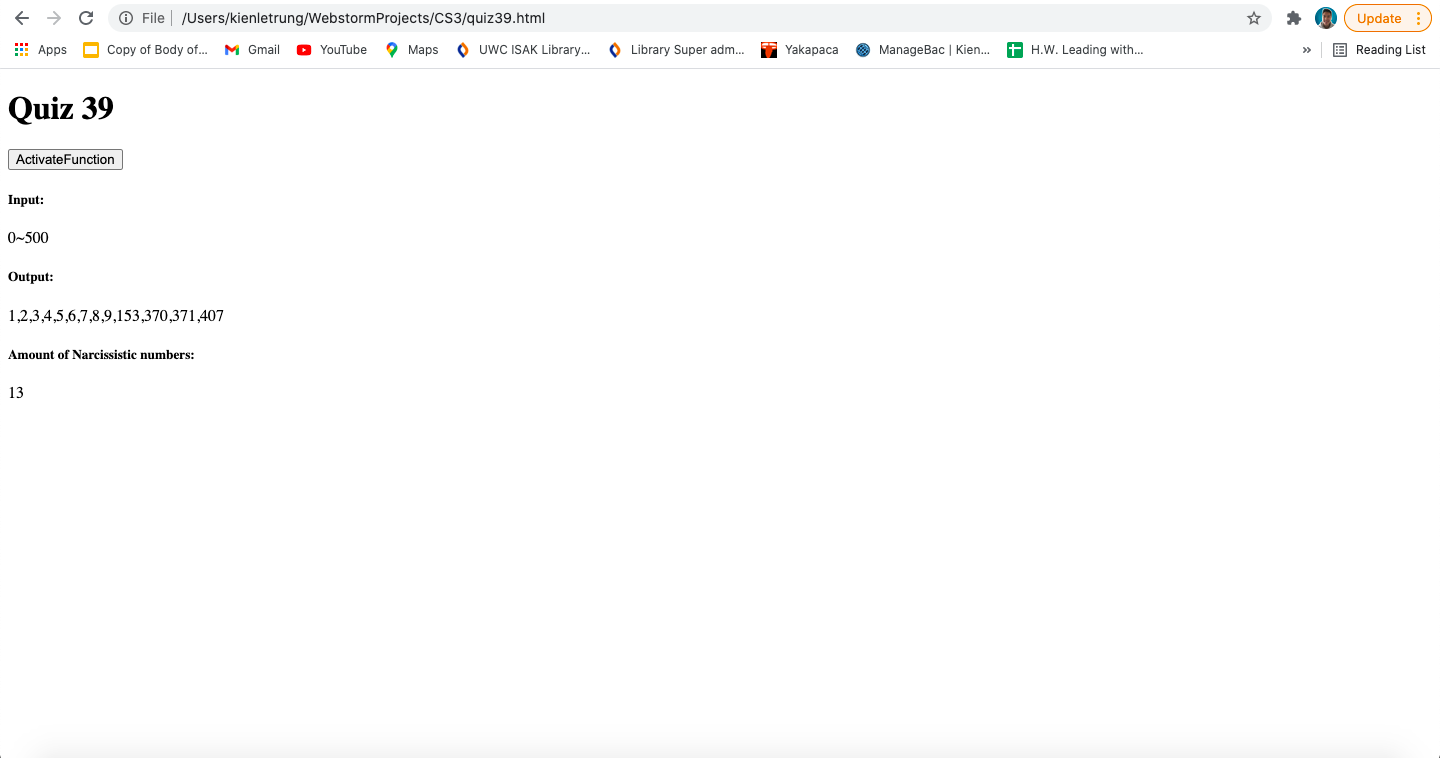 File /Users/kienletrung/WebstormProjects/CS3/quiz39.html Update
Apps Copy of Body of... Gmail YouTube Maps UWC ISAK Library... Library Super adm... Yakapaca ManageBac | Kien... H.W. Leading with... » Reading List
Quiz 39
ActivateFunction
Input:
0~500
Output:
1,2,3,4,5,6,7,8,9,153,370,371,407
Amount of Narcissistic numbers:
13